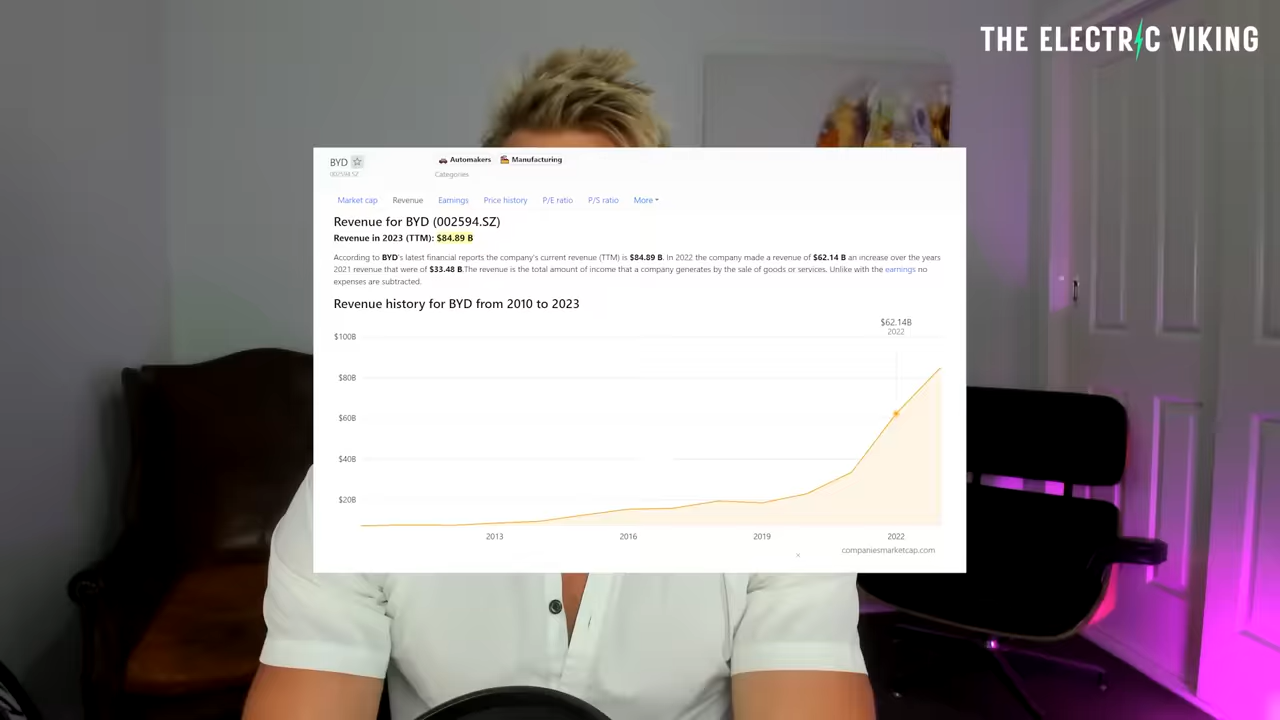 THE ELECTRIC VIKING
BYD
002594.SZ
Automakers Manufacturing
Categories
Market cap Revenue Earnings Price history P/E ratio P/S ratio More
Revenue for BYD (002594.SZ)
Revenue in 2023 (TTM): $84.89 B
According to BYD's latest financial reports the company's current revenue (TTM) is $84.89 B. In 2022 the company made a revenue of $62.14 B an increase over the years
2021 revenue that were of $33.48 B.The revenue is the total amount of income that a company generates by the sale of goods or services. Unlike with the earnings no
expenses are subtracted.
Revenue history for BYD from 2010 to 2023
$62.14B
2022
$100B
$80B
$60B
$40B
$20B
2013 2016 2019 2022
companiesmarketcap.com